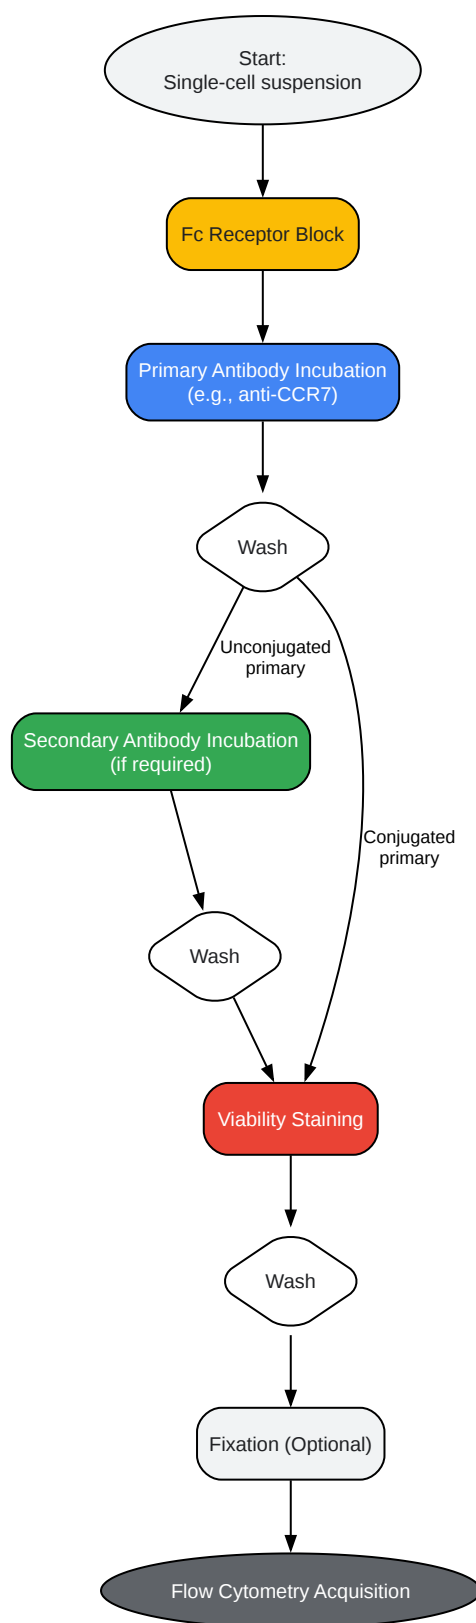 Start:
Single-cell suspension
Fc Receptor Block
Primary Antibody Incubation
(e.g., anti-CCR7)
Wash
Unconjugated
primary
Secondary Antibody Incubation
(if required)
Conjugated
primary
Wash
Viability Staining
Wash
Fixation (Optional)
Flow Cytometry Acquisition